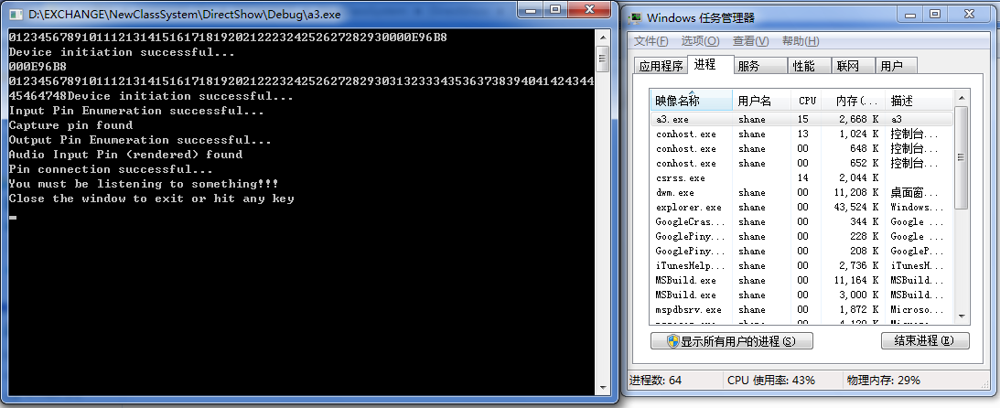 D:\EXCHANGE\NewClassSystem\DirectShow\Debug\a3.exe
01234567891011121314151617181920212223242526272829300000E96B8
Device initiation successful...
000E96B8
0123456789101112131415161718192021222324252627282930313233343536373839404142434445464748Device initiation successful...
Input Pin Enumeration successful...
Capture pin found
Output Pin Enumeration successful...
Audio Input Pin (rendered) found
Pin connection successful...
You must be listening to something!!!
Close the window to exit or hit any key
Windows 任务管理器
文件(F) 选项(O) 查看(V) 帮助(H)
应用程序 进程 服务 性能 联网 用户
映像名称 用户名 CPU 内存(... 描述
a3.exe shane 15 2,668 K a3
conhost.exe shane 13 1,024 K 控制台...
conhost.exe shane 00 648 K 控制台...
conhost.exe shane 00 652 K 控制台...
csrss.exe 14 2,044 K
dwm.exe shane 00 11,208 K 桌面窗...
explorer.exe shane 00 43,524 K Windows...
GoogleCras... shane 00 344 K Google ...
GooglePiny... shane 00 228 K Google ...
GooglePiny... shane 00 208 K GoogleP...
iTunesHelp... shane 00 2,736 K iTunesH...
MSBuild.exe shane 00 11,164 K MSBuild...
MSBuild.exe shane 00 3,000 K MSBuild...
mspdbsrv.exe shane 00 1,872 K Microso...
显示所有用户的进程(S) 结束进程(E)
进程数: 64 CPU 使用率: 43% 物理内存: 29%